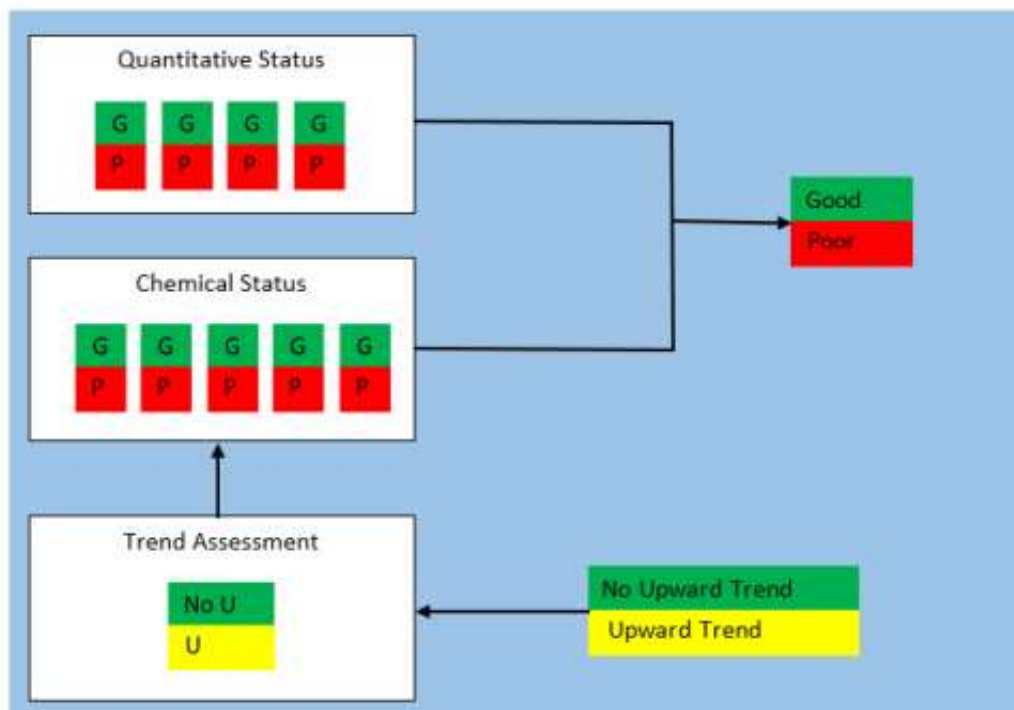 Quantitative Status
G G G G
P P P P
Good
Poor
Chemical Status
G G G G G
P P P P P
Trend Assessment
No U
U
No Upward Trend
Upward Trend